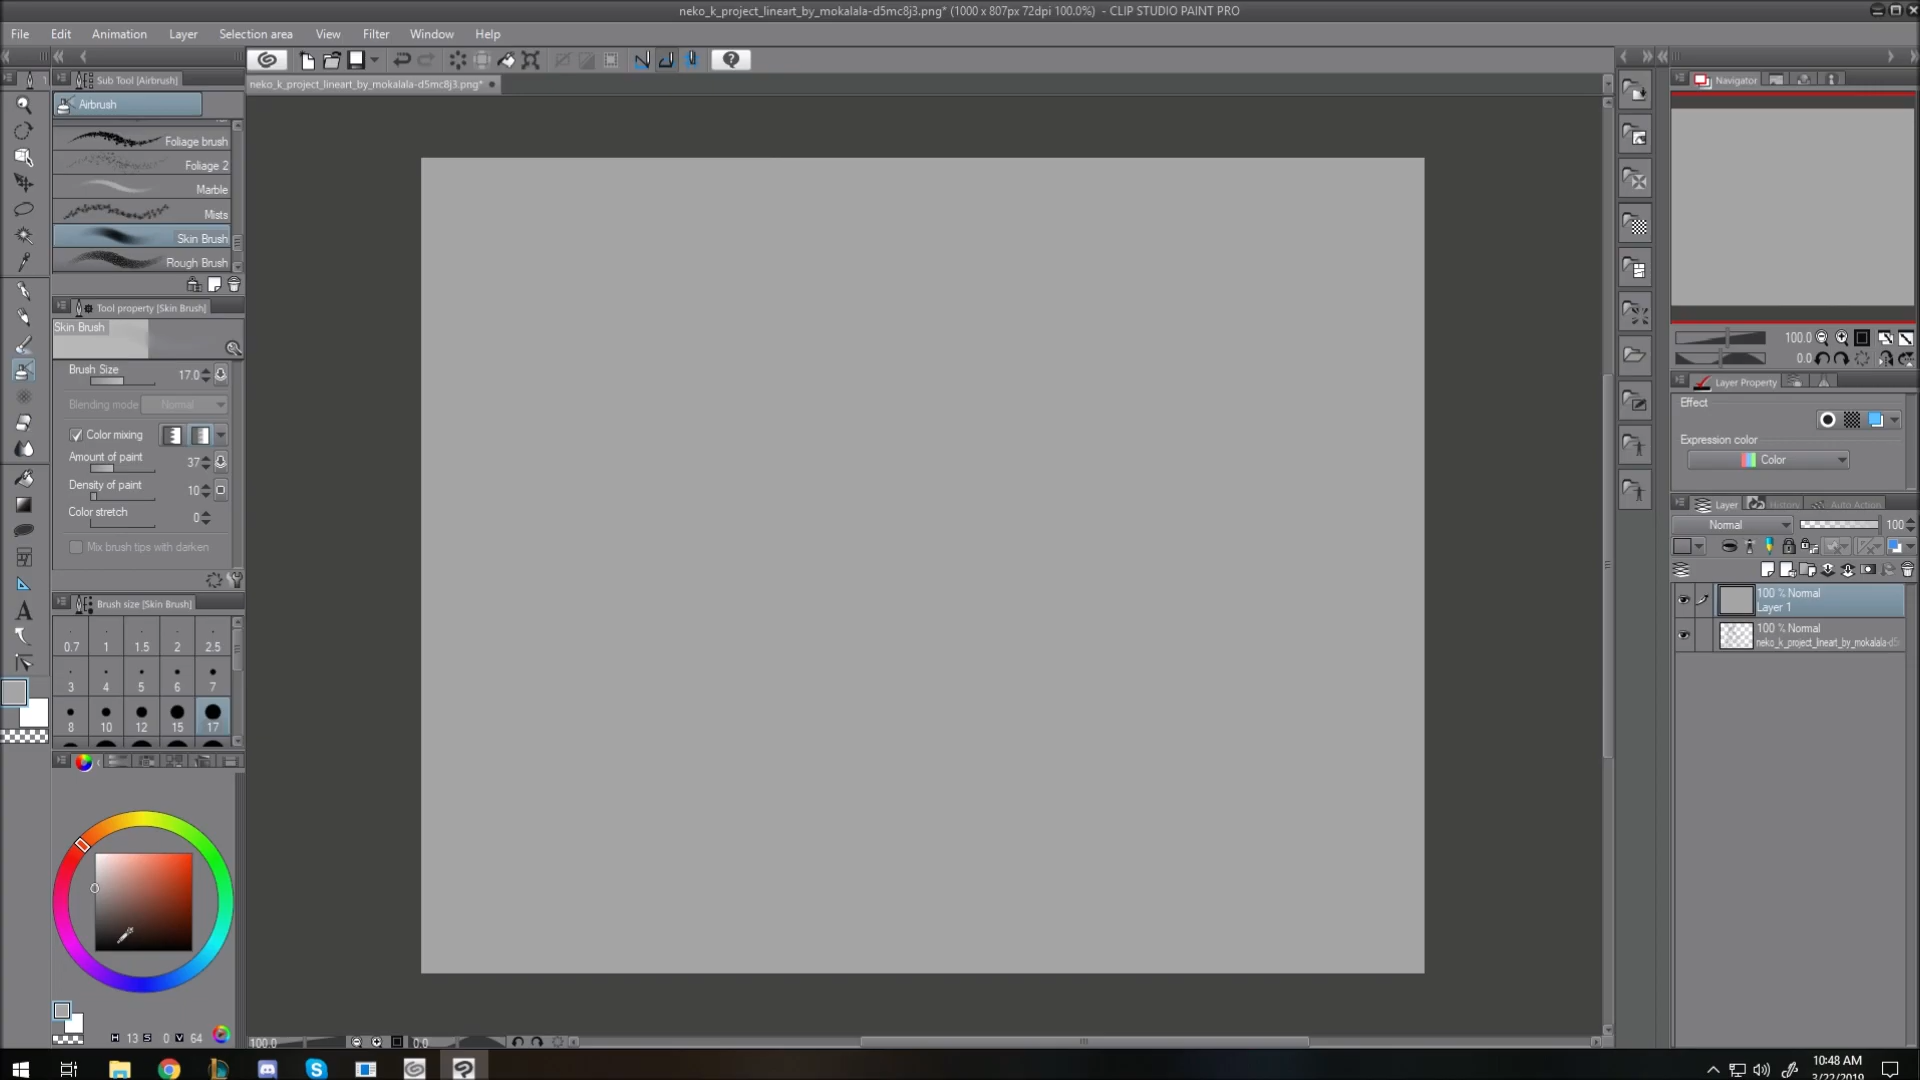 neko_k_project_lineart_by_mokalala-d5mc8j3.png* (1000 x 807px 72dpi 100.0%) - CLIP STUDIO PAINT PRO
File Edit Animation Layer Selection area View Filter Window Help
Sub Tool [Airbrush]
Navigator
neko_k_project_lineart_by_mokalala-d5mc8j3.png*
Airbrush
Foliage brush
Foliage 2
Marble
Mists
Skin Brush
Rough Brush
Tool property [Skin Brush]
Skin Brush
Brush Size 17.0
Blending mode Normal
Color mixing
Amount of paint 37
Density of paint 10
Color stretch 0
Mix brush tips with darken
Brush size [Skin Brush]
0.7 1 1.5 2 2.5
3 4 5 6 7
8 10 12 15 17
H 13 S 0 V 64
100.0
0.0
Layer Property
Effect
Expression color
Color
Layer History Auto Action
Normal 100
100 % Normal
Layer 1
100 % Normal
neko_k_project_lineart_by_mokalala-d5
100.0 0.0
10:48 AM
3/22/2019